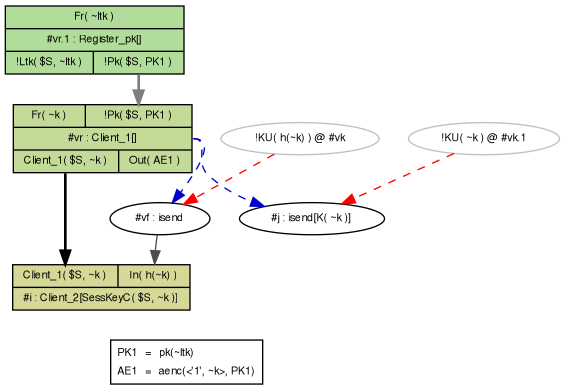 Fr( ~ltk )
#vr.1 : Register_pk[]
!Ltk( $S, ~ltk ) !Pk( $S, PK1 )
Fr( ~k ) !Pk( $S, PK1 )
#vr : Client_1[]
Client_1( $S, ~k ) Out( AE1 )
!KU( h(~k) ) @ #vk
!KU( ~k ) @ #vk.1
#vf : isend
#j : isend[K( ~k )]
Client_1( $S, ~k ) In( h(~k) )
#i : Client_2[SessKeyC( $S, ~k )]
PK1 = pk(~ltk)
AE1 = aenc(<'1', ~k>, PK1)